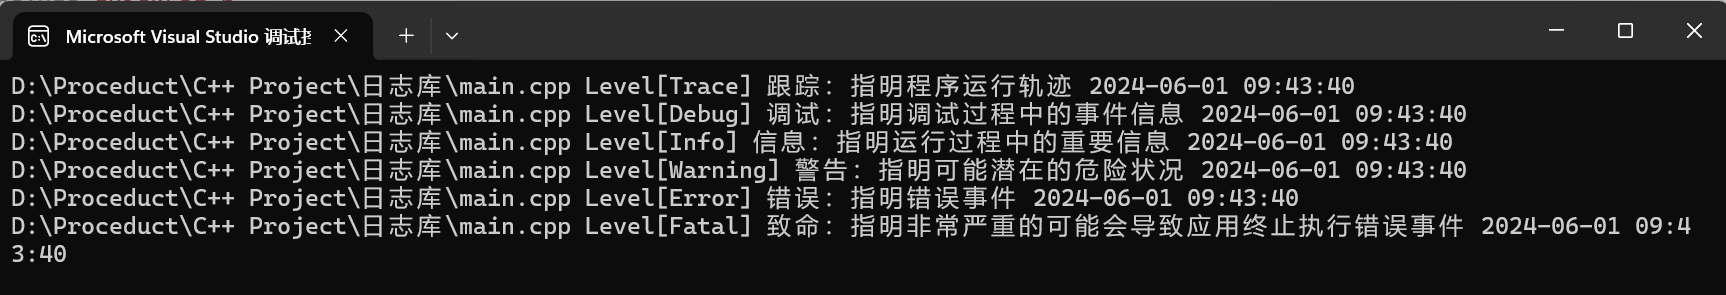 Microsoft Visual Studio 调试
D:\Proceduct\C++ Project\日志库\main.cpp Level[Trace] 跟踪：指明程序运行轨迹 2024-06-01 09:43:40
D:\Proceduct\C++ Project\日志库\main.cpp Level[Debug] 调试：指明调试过程中的事件信息 2024-06-01 09:43:40
D:\Proceduct\C++ Project\日志库\main.cpp Level[Info] 信息：指明运行过程中的重要信息 2024-06-01 09:43:40
D:\Proceduct\C++ Project\日志库\main.cpp Level[Warning] 警告：指明可能潜在的危险状况 2024-06-01 09:43:40
D:\Proceduct\C++ Project\日志库\main.cpp Level[Error] 错误：指明错误事件 2024-06-01 09:43:40
D:\Proceduct\C++ Project\日志库\main.cpp Level[Fatal] 致命：指明非常严重的可能会导致应用终止执行错误事件 2024-06-01 09:4
3:40